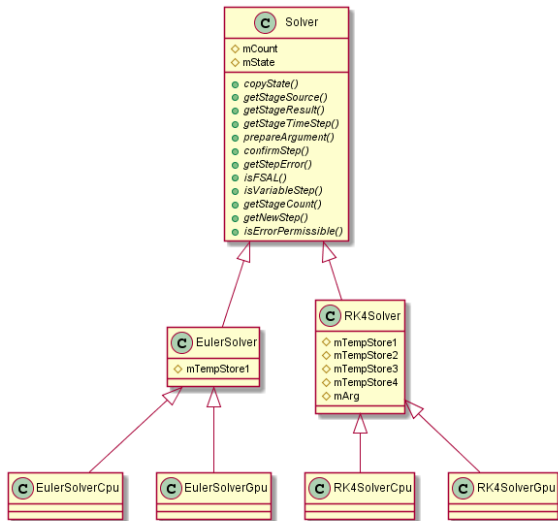 C Solver
mCount
mState
copyState()
getStageSource()
getStageResult()
getStageTimeStep()
prepareArgument()
confirmStep()
getStepError()
isFSAL()
isVariableStep()
getStageCount()
getNewStep()
isErrorPermissible()
C EulerSolver
mTempStore1
C RK4Solver
mTempStore1
mTempStore2
mTempStore3
mTempStore4
mArg
C EulerSolverCpu
C EulerSolverGpu
C RK4SolverCpu
C RK4SolverGpu